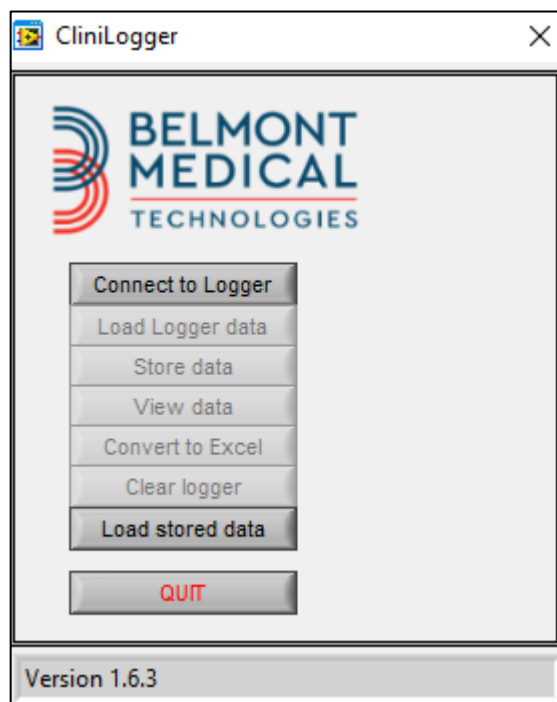 CliniLogger
BELMONT
MEDICAL
TECHNOLOGIES
Connect to Logger
Load Logger data
Store data
View data
Convert to Excel
Clear logger
Load stored data
QUIT
Version 1.6.3